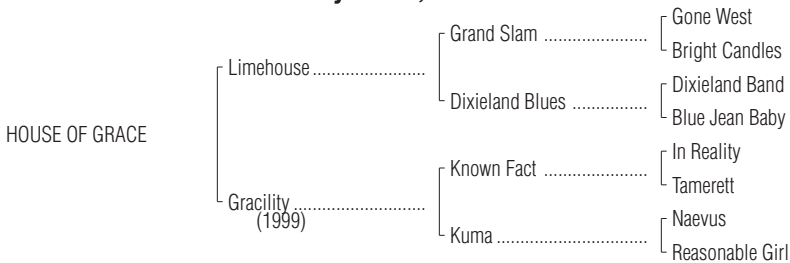 Gone West
Grand Slam ........................
Bright Candles
Limehouse ..........................
Dixieland Band
Dixieland Blues .................
Blue Jean Baby
HOUSE OF GRACE
In Reality
Known Fact ........................
Tamerett
Gracility ..............................
(1999)
Naevus
Kuma ...................................
Reasonable Girl